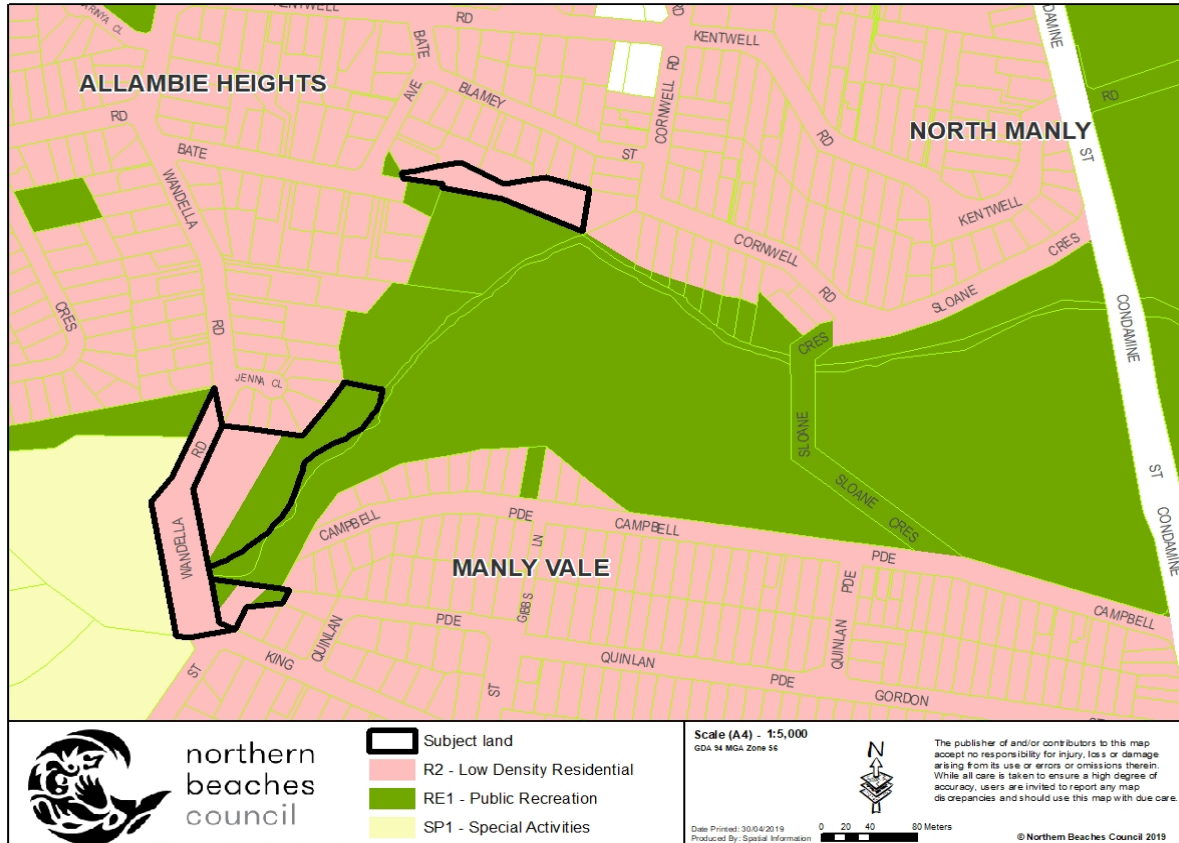 ARINYA CL
ENTWELL
RD
BATE
RD
KENTWELL
CONDAMINE
ALLAMBIE HEIGHTS
AVE
BLAMEY
CORNWELL RD
RD
RD
NORTH MANLY
ST
RD
BATE
ST
WANDELLA
KENTWELL
CORNWELL
CRES
RD
SLOANE
CRES
RD
CONDAMINE
CRES
JENNA CL
SLOANE
RD
ST
SLOANE
CRES
CAMPBELL
PDE
CAMPBELL
PDE
CONDAMINE
WANDELLA
LN
MANLY VALE
PDE
GIBBS
CAMPBELL
QUINLAN
PDE
QUINLAN
KING
QUINLAN
ST
ST
PDE
GORDON
northern
beaches
council
Subject land
R2 - Low Density Residential
RE1 - Public Recreation
SP1 - Special Activities
Scale (A4) - 1:5,000
GDA 94 MGA Zone 56
N
Date Printed: 30/04/2019
Produced By: Spatial Information
0 20 40 80 Meters
The publisher of and/or contributors to this map
accept no responsibility for injury, loss or damage
arising from its use or errors or omissions therein.
While all care is taken to ensure a high degree of
accuracy, users are invited to report any map
discrepancies and should use this map with due care.
© Northern Beaches Council 2019